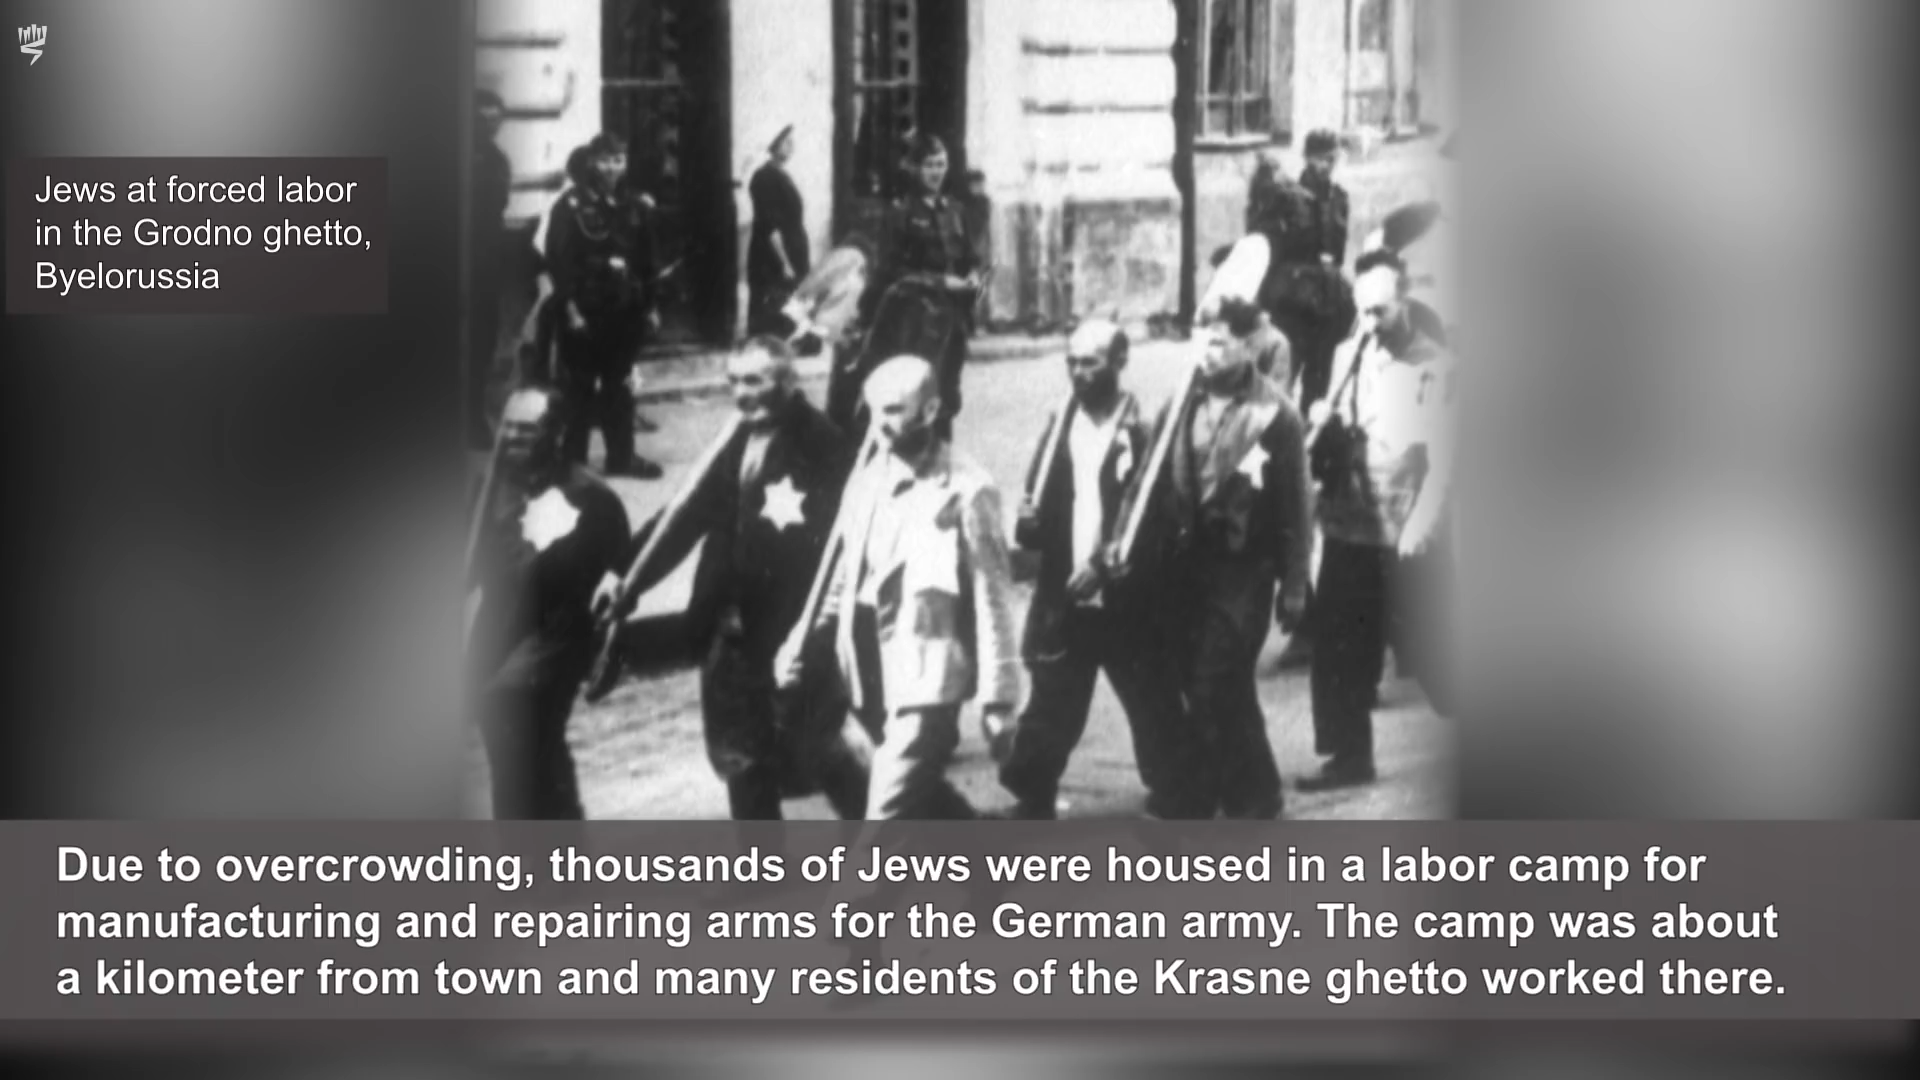 Jews at forced labor
in the Grodno ghetto,
Byelorussia
Due to overcrowding, thousands of Jews were housed in a labor camp for
manufacturing and repairing arms for the German army. The camp was about
a kilometer from town and many residents of the Krasne ghetto worked there.